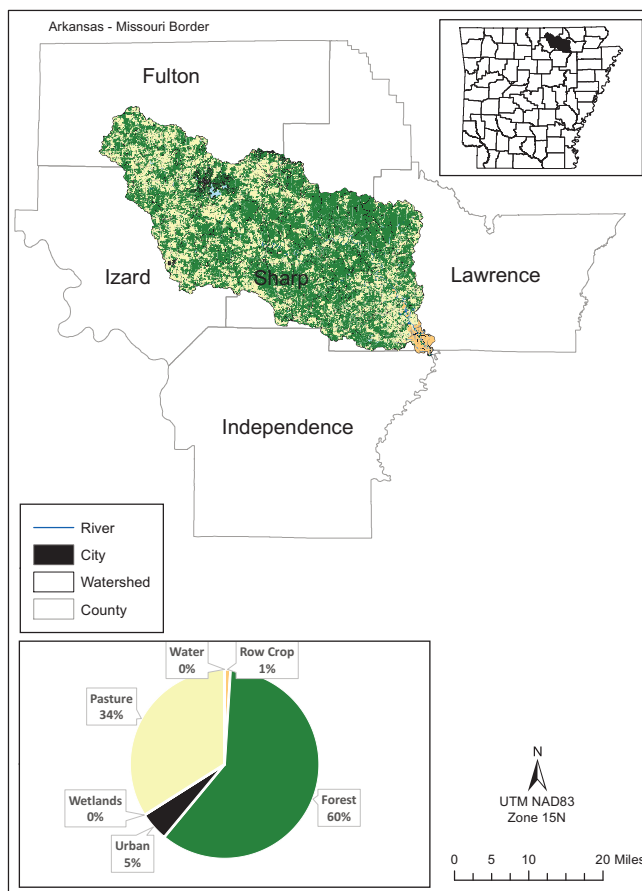 Arkansas - Missouri Border
Fulton
Izard
Sharp
Lawrence
Independence
River
City
Watershed
County
Water
0%
Row Crop
1%
Pasture
34%
Wetlands
0%
Urban
5%
Forest
60%
N
UTM NAD83
Zone 15N
0 5 10 20 Miles